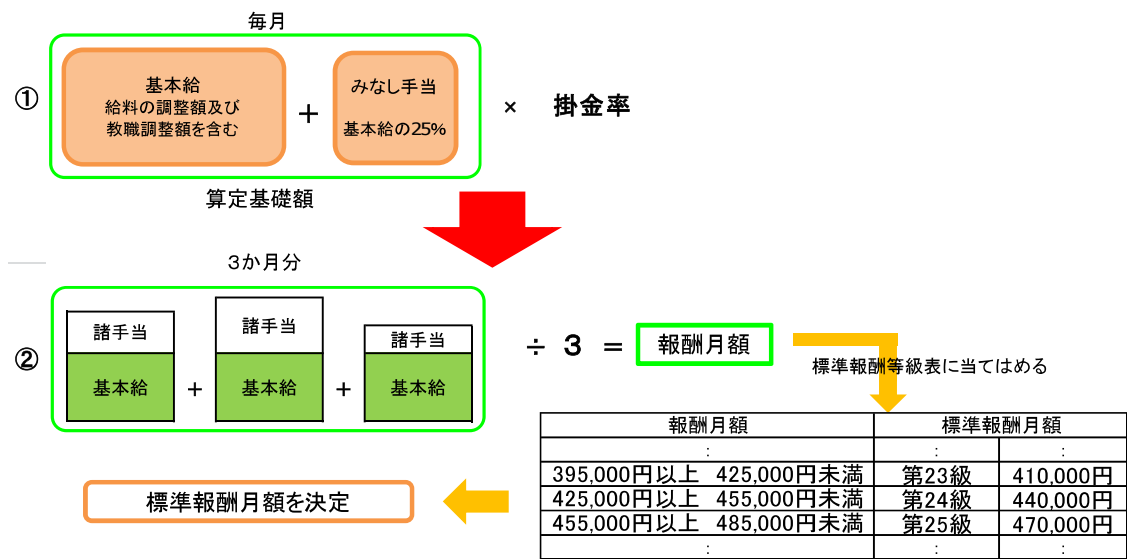 毎月
①
基本給
給料の調整額及び
教職調整額を含む
+
みなし手当
基本給の25%
× 掛金率
算定基礎額
3か月分
②
諸手当
基本給
+
諸手当
基本給
+
諸手当
基本給
÷ 3 = 報酬月額
標準報酬等級表に当てはめる
報酬月額 標準報酬月額
: : :
395,000円以上 425,000円未満 第23級 410,000円
425,000円以上 455,000円未満 第24級 440,000円
455,000円以上 485,000円未満 第25級 470,000円
: : :
標準報酬月額を決定